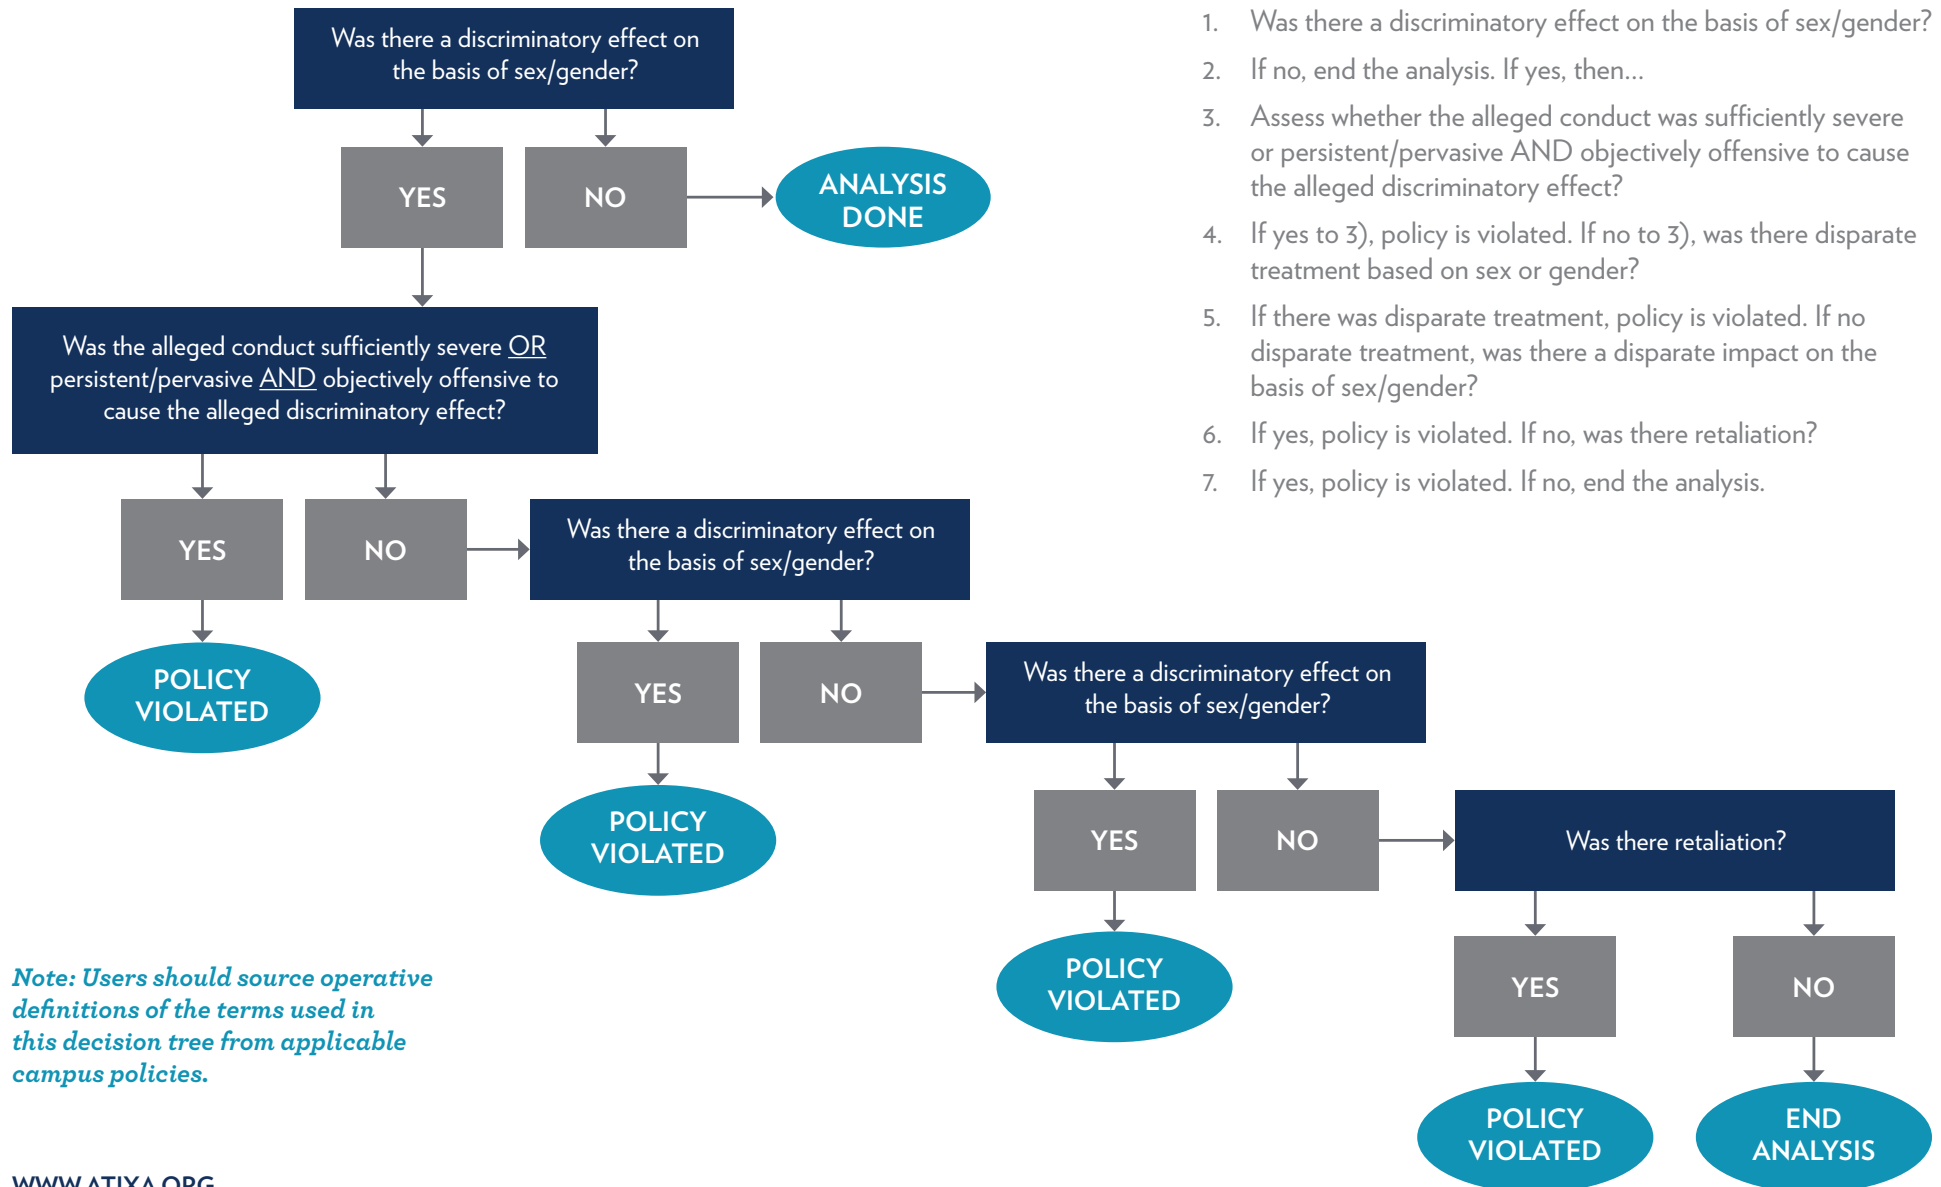 Was there a discriminatory effect on
the basis of sex/gender?
YES
NO
ANALYSIS
DONE
Was the alleged conduct sufficiently severe OR
persistent/pervasive AND objectively offensive to
cause the alleged discriminatory effect?
YES
NO
Was there a discriminatory effect on
the basis of sex/gender?
POLICY
VIOLATED
YES
NO
Was there a discriminatory effect on
the basis of sex/gender?
POLICY
VIOLATED
YES
NO
Was there retaliation?
POLICY
VIOLATED
YES
NO
POLICY
VIOLATED
END
ANALYSIS
1. Was there a discriminatory effect on the basis of sex/gender?
2. If no, end the analysis. If yes, then...
3. Assess whether the alleged conduct was sufficiently severe
or persistent/pervasive AND objectively offensive to cause
the alleged discriminatory effect?
4. If yes to 3), policy is violated. If no to 3), was there disparate
treatment based on sex or gender?
5. If there was disparate treatment, policy is violated. If no
disparate treatment, was there a disparate impact on the
basis of sex/gender?
6. If yes, policy is violated. If no, was there retaliation?
7. If yes, policy is violated. If no, end the analysis.
Note: Users should source operative
definitions of the terms used in
this decision tree from applicable
campus policies.
WWW.ATIXA.ORG